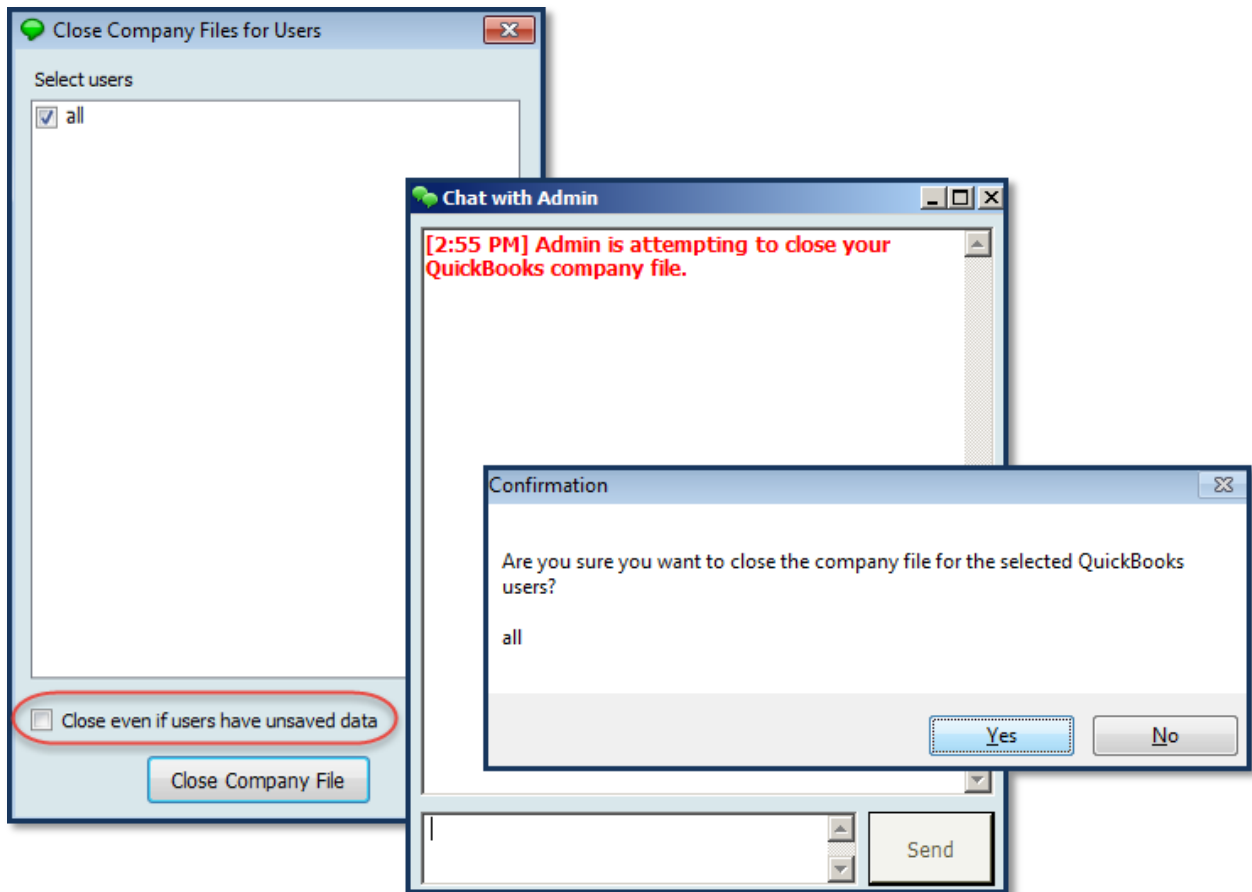 Close Company Files for Users
Select users
all
Close even if users have unsaved data
Close Company File
Chat with Admin
[2:55 PM] Admin is attempting to close your
QuickBooks company file.
Send
Confirmation
Are you sure you want to close the company file for the selected QuickBooks
users?
all
Yes
No